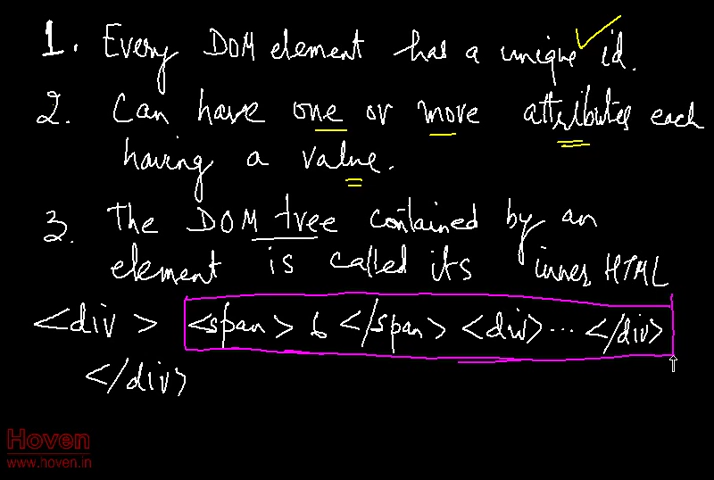 1. Every DOM element has a unique id.
2. Can have one or more attributes each
having a value.
3. The DOM tree contained by an
element is called its inner HTML
<div> <span> 6 </span> <div> ... </div>
</div>
Hoven
www.hoven.in